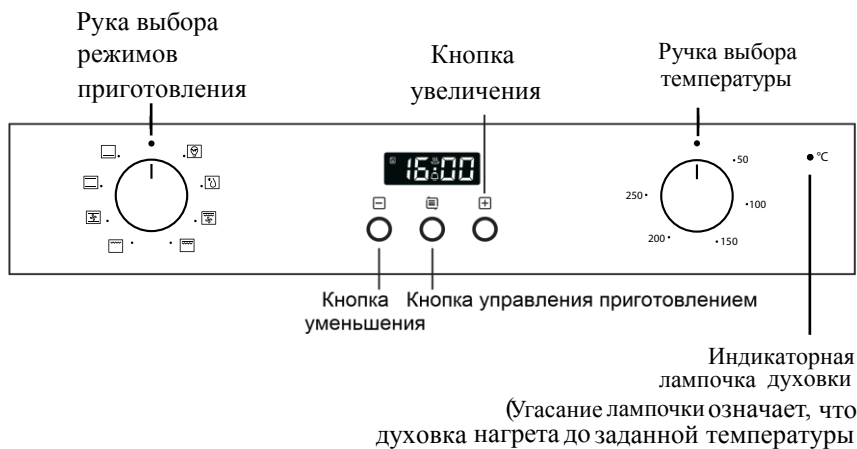 Рука выбора
режимов
приготовления
Кнопка
увеличения
Ручка выбора
температуры
16:00
•50
•100
•150
200•
250•
•°C
Кнопка
уменьшения
Кнопка управления приготовлением
Индикаторная
лампочка духовки
(Угасание лампочки означает, что
духовка нагрета до заданной температуры